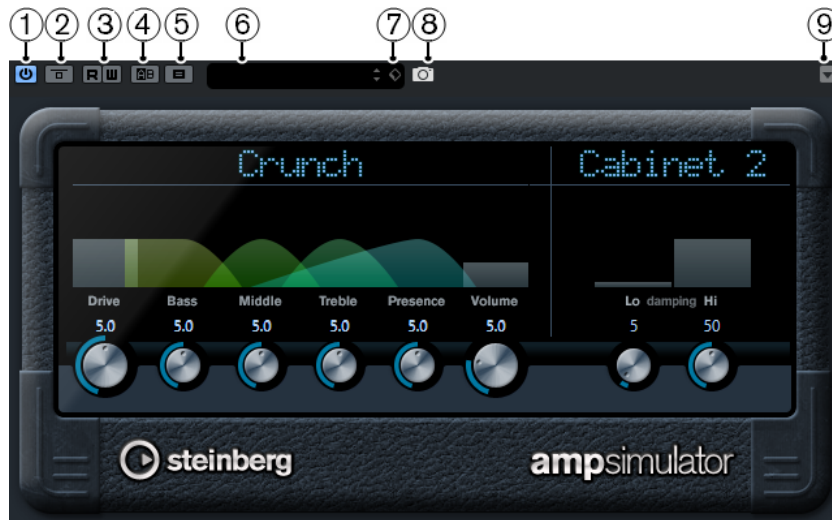 1 2 3 4 5 6 7 8 9
R W AB
Crunch Cabinet 2
Drive Bass Middle Treble Presence Volume Lo damping Hi
5.0 5.0 5.0 5.0 5.0 5.0 5 50
steinberg ampsimulator